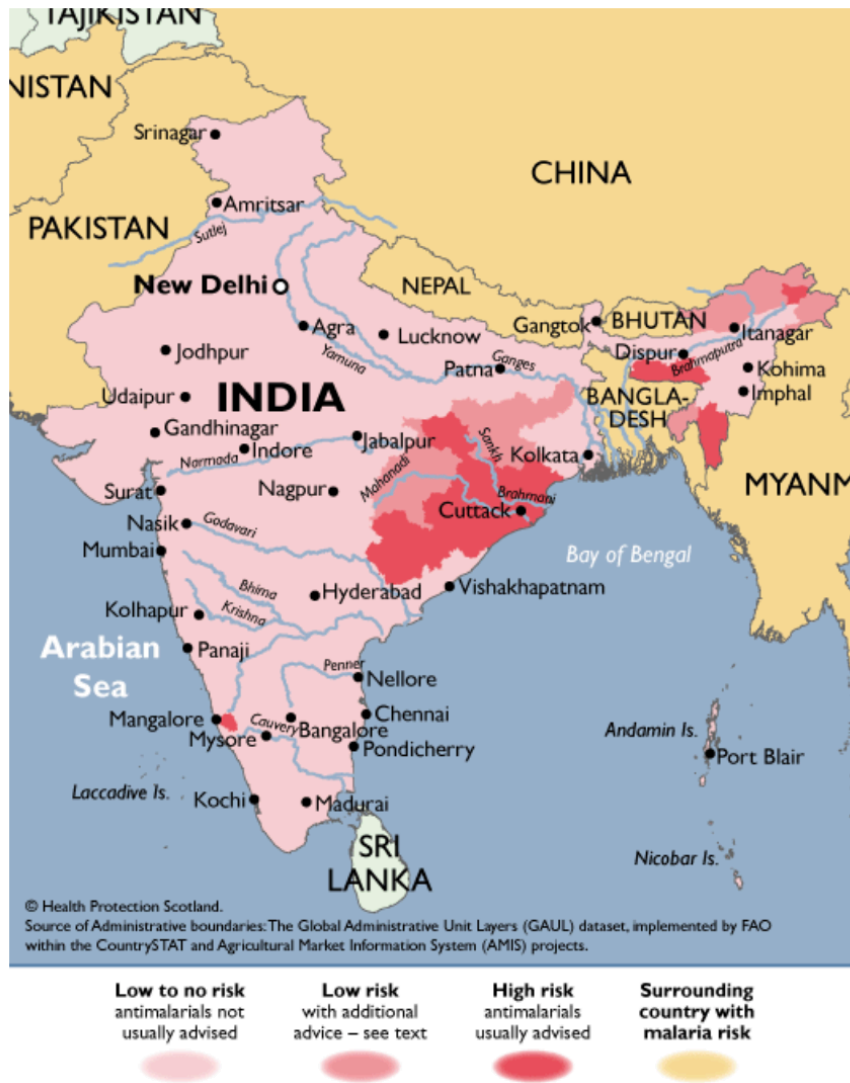 TAJIKISTAN
NISTAN
Srinagar
CHINA
Amritsar
PAKISTAN
Sutlej
New Delhi
NEPAL
Gangtok
BHUTAN
Itanagar
Agra
Lucknow
Dispur
Brahmaputra
Jodhpur
Yamuna
Patna
Ganges
Kohima
Udaipur
INDIA
BANGLA-
DESH
Imphal
Gandhinagar
Jabalpur
Sankh
Indore
Kolkata
Narmada
Mahanadi
Surat
Nagpur
Brahmani
MYANM
Cuttack
Nasik
Godavari
Mumbai
Bay of Bengal
Bhima
Hyderabad
Vishakhapatnam
Kolhapur
Krishna
Arabian
Sea
Panaji
Penner
Nellore
Mangalore
Cauvery
Bangalore
Chennai
Andamin Is.
Mysore
Pondicherry
Port Blair
Laccadive Is.
Kochi
Madurai
SRI
LANKA
Nicobar Is.
© Health Protection Scotland.
Source of Administrative boundaries: The Global Administrative Unit Layers (GAUL) dataset, implemented by FAO
within the CountrySTAT and Agricultural Market Information System (AMIS) projects.
Low to no risk
antimalarials not
usually advised
Low risk
with additional
advice – see text
High risk
antimalarials
usually advised
Surrounding
country with
malaria risk